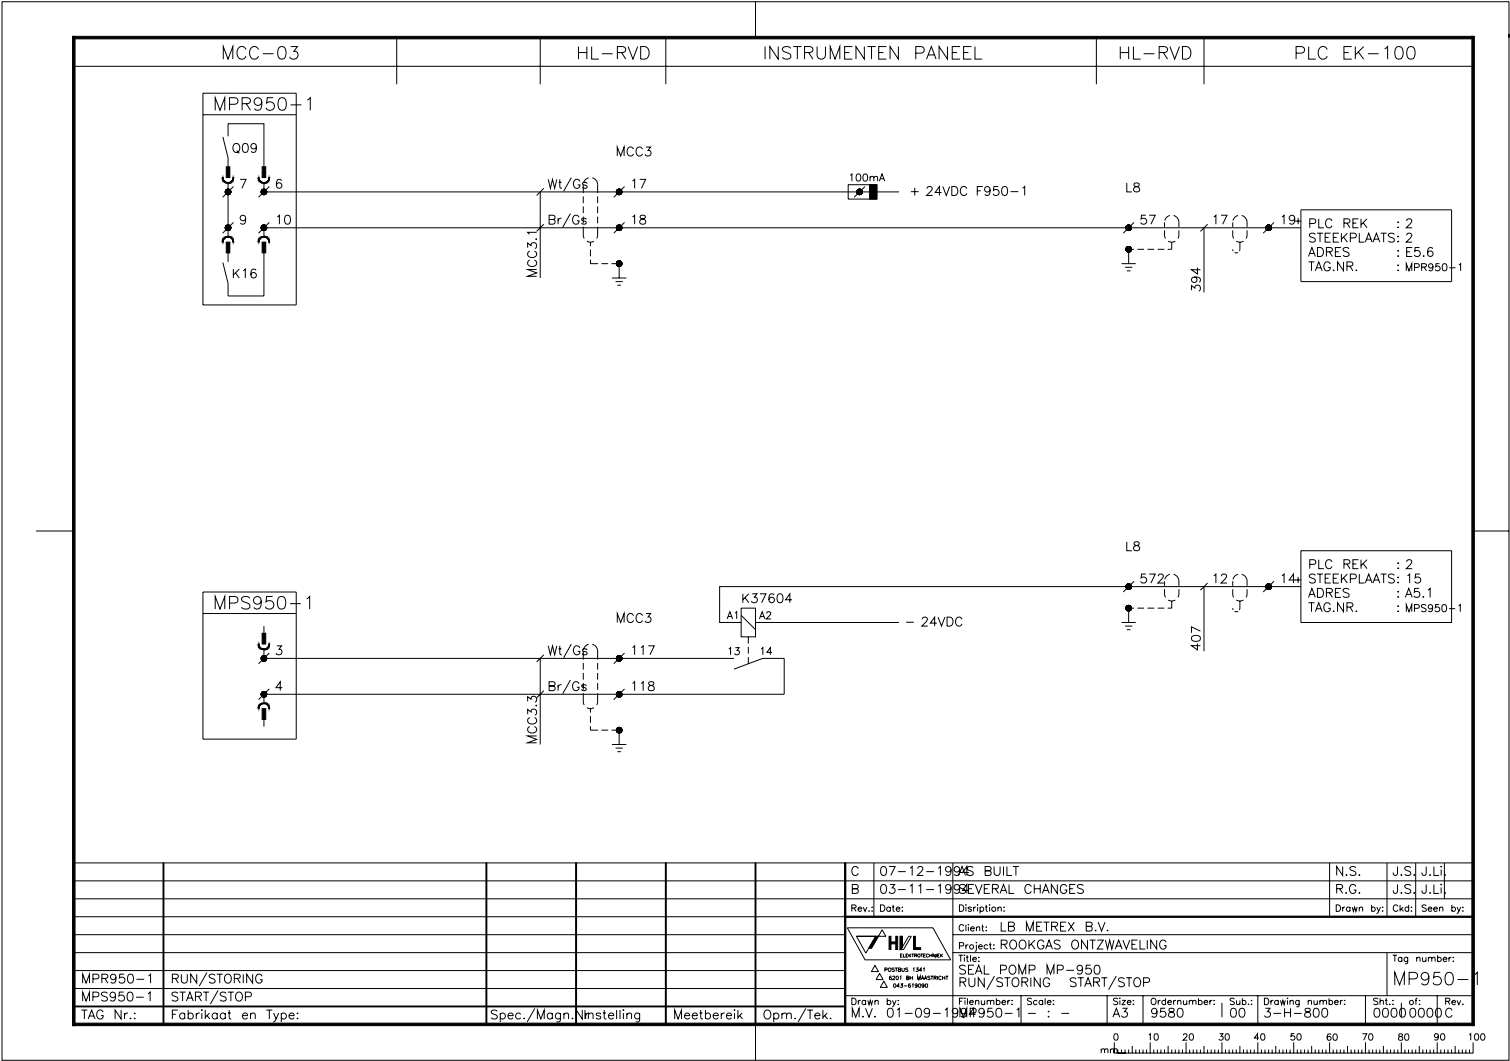 MCC-03 HL-RVD INSTRUMENTEN PANEEL HL-RVD PLC EK-100
MPR950-1
Q09
7 6
9 10
K16
MCC3
Wt/Gs 17
Br/Gs 18
MCC3.1
100mA
+ 24VDC F950-1
L8
57 17 19+
394
PLC REK : 2
STEEKPLAATS: 2
ADRES : E5.6
TAG.NR. : MPR950-1
MPS950-1
3
4
MCC3
Wt/Gs 117
Br/Gs 118
MCC3.3
K37604
A1 A2
- 24VDC
13 14
L8
572 12 14+
407
PLC REK : 2
STEEKPLAATS: 15
ADRES : A5.1
TAG.NR. : MPS950-1
MPR950-1 RUN/STORING
MPS950-1 START/STOP
TAG Nr.: Fabrikaat en Type: Spec./Magn.Nr. Instelling Meetbereik Opm./Tek.
C 07-12-1994 AS BUILT N.S. J.S. J.Li.
B 03-11-1994 SEVERAL CHANGES R.G. J.S. J.Li.
Rev.: Date: Disription: Drawn by: Ckd: Seen by:
HVL
ELEKTROTECHNIEK
POSTBUS 1341
6201 BH MAASTRICHT
043-619090
Client: LB METREX B.V.
Project: ROOKGAS ONTZWAVELING
Title:
SEAL POMP MP-950
RUN/STORING START/STOP
Tag number:
MP950-1
Drawn by: Filenumber: Scale: Size: Ordernumber: Sub.: Drawing number: Sht.: of: Rev.
M.V. 01-09-1994 MP950-1 - : - A3 9580 00 3-H-800 0000 0000 C
0 10 20 30 40 50 60 70 80 90 100
mm